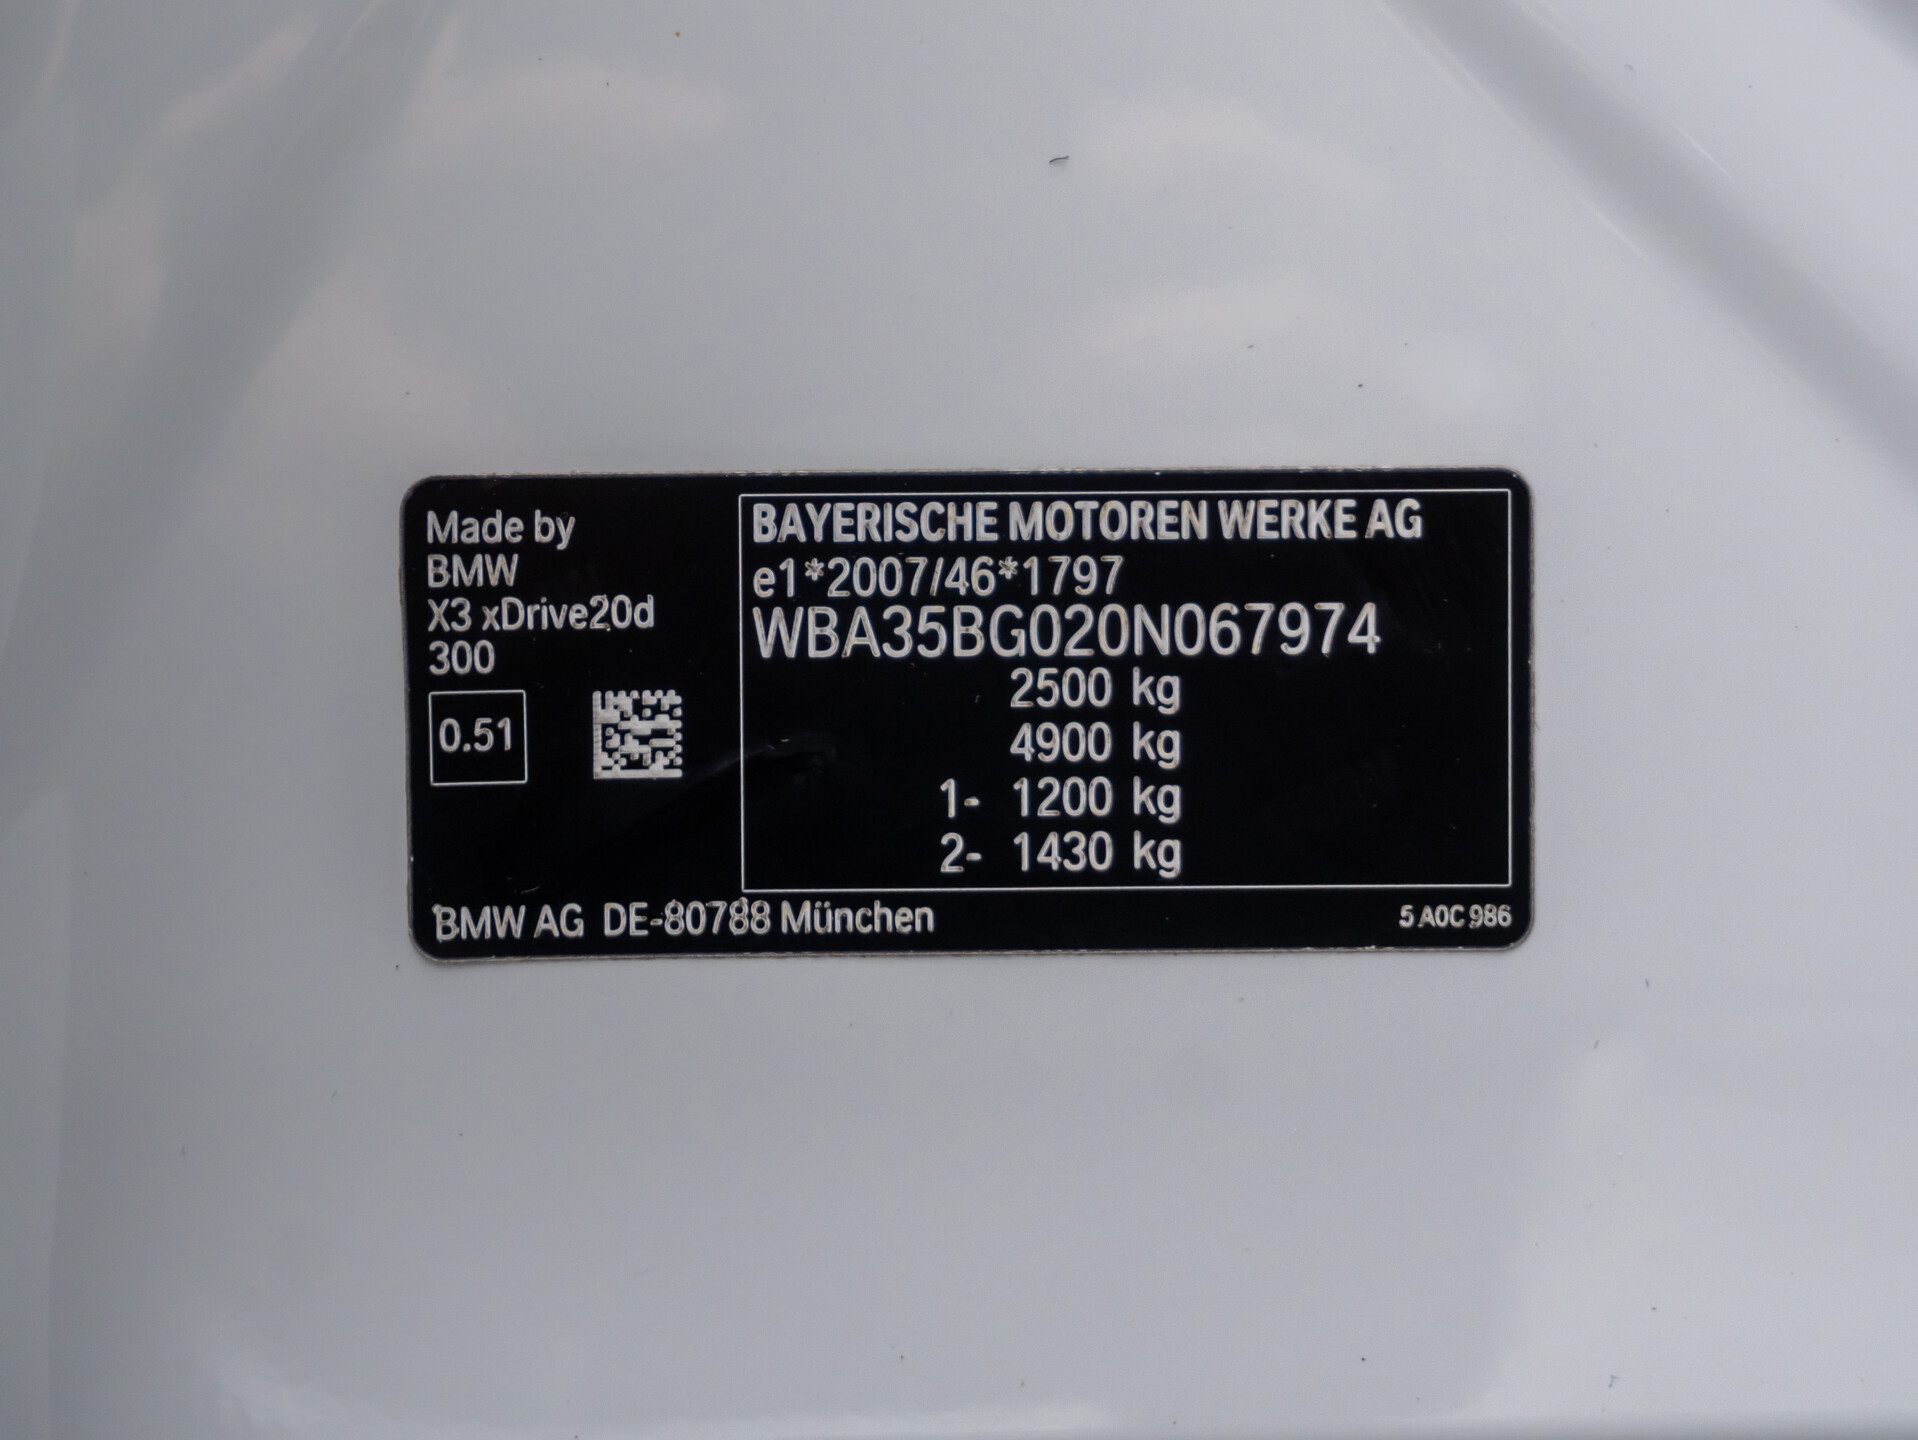 Made by
BMW
X3 xDrive20d
300
0.51
BAYERISCHE MOTOREN WERKE AG
e1*2007/46*1797
WBA35BG020N067974
2500 kg
4900 kg
1- 1200 kg
2- 1430 kg
BMW AG DE-80788 München
5 A0C 986